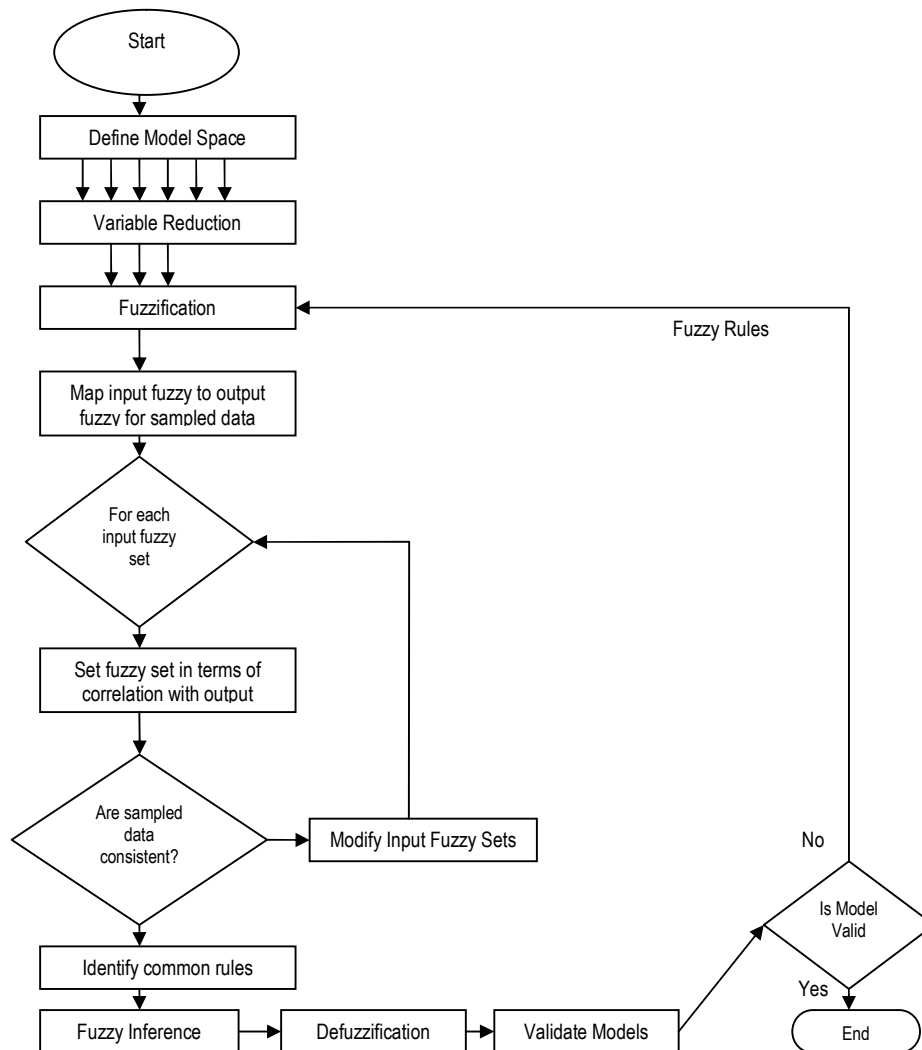 Start
Define Model Space
Variable Reduction
Fuzzification
Fuzzy Rules
Map input fuzzy to output
fuzzy for sampled data
For each
input fuzzy
set
Set fuzzy set in terms of
correlation with output
Are sampled
data
consistent?
Modify Input Fuzzy Sets
No
Is Model
Valid
Identify common rules
Yes
Fuzzy Inference
Defuzzification
Validate Models
End